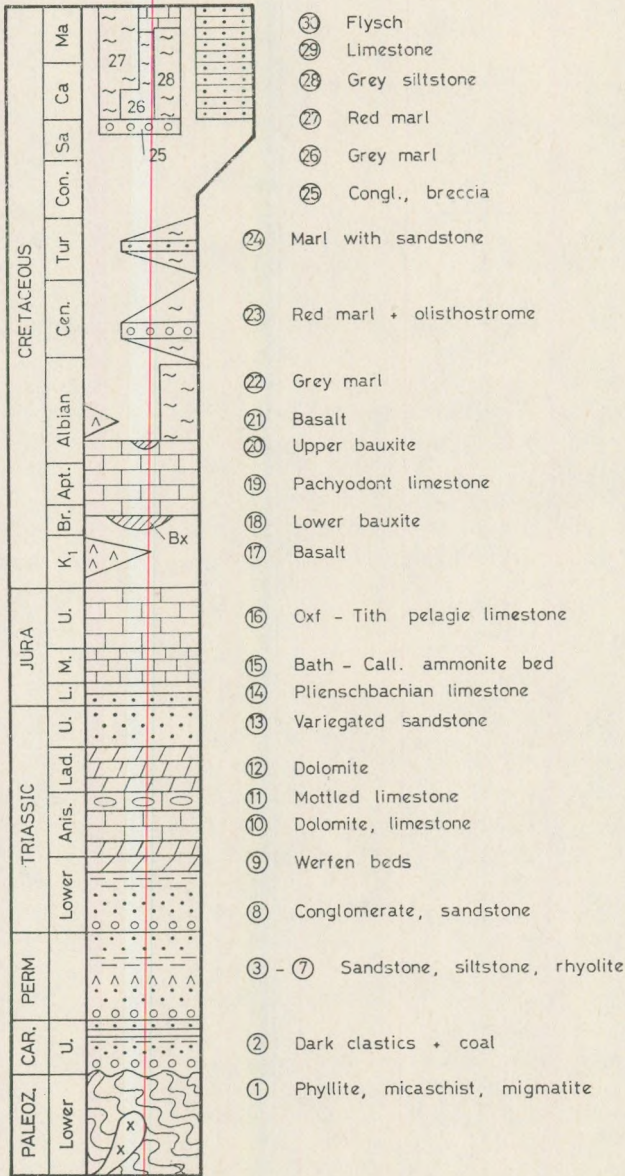 CRETACEOUS
JURA
TRIASSIC
PERM
CAR.
PALEOZ.
Ma
Ca
Sa
Con.
Tur
Cen.
Albian
Apt.
Br.
K₁
U.
M.
L.
U.
Lad.
Anis.
Lower
U.
Lower
27
28
26
25
Bx
30 Flysch
29 Limestone
28 Grey siltstone
27 Red marl
26 Grey marl
25 Congl., breccia
24 Marl with sandstone
23 Red marl + olisthostrome
22 Grey marl
21 Basalt
20 Upper bauxite
19 Pachyodont limestone
18 Lower bauxite
17 Basalt
16 Oxf - Tith pelagie limestone
15 Bath - Call. ammonite bed
14 Plienschbachian limestone
13 Variegated sandstone
12 Dolomite
11 Mottled limestone
10 Dolomite, limestone
9 Werfen beds
8 Conglomerate, sandstone
3 - 7 Sandstone, siltstone, rhyolite
2 Dark clastics + coal
1 Phyllite, micaschist, migmatite
x
x